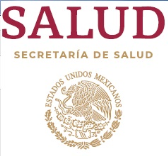 SALUD
SECRETARÍA DE SALUD
ESTADOS UNIDOS MEXICANOS